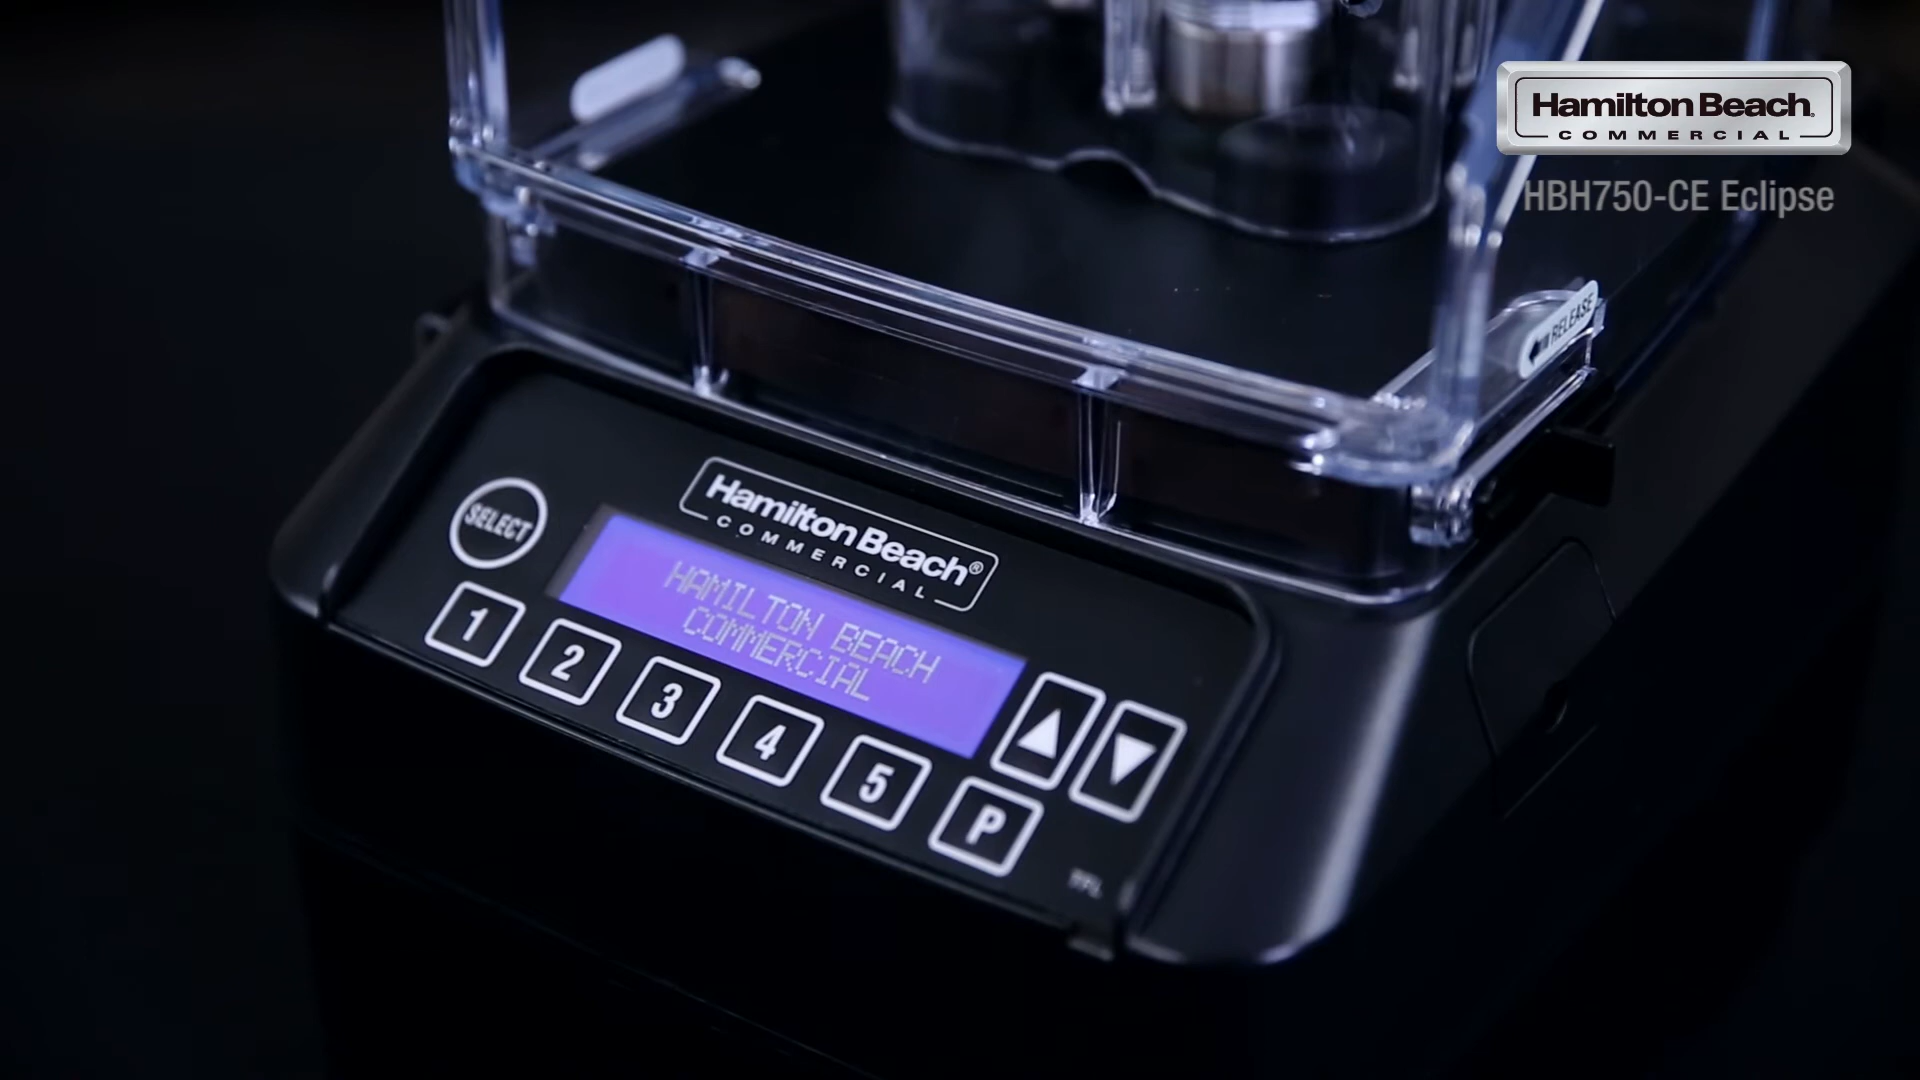 Hamilton Beach
COMMERCIAL
HBH750-CE Eclipse
RELEASE
Hamilton Beach®
COMMERCIAL
SELECT
HAMILTON BEACH
COMMERCIAL
1
2
3
4
5
P